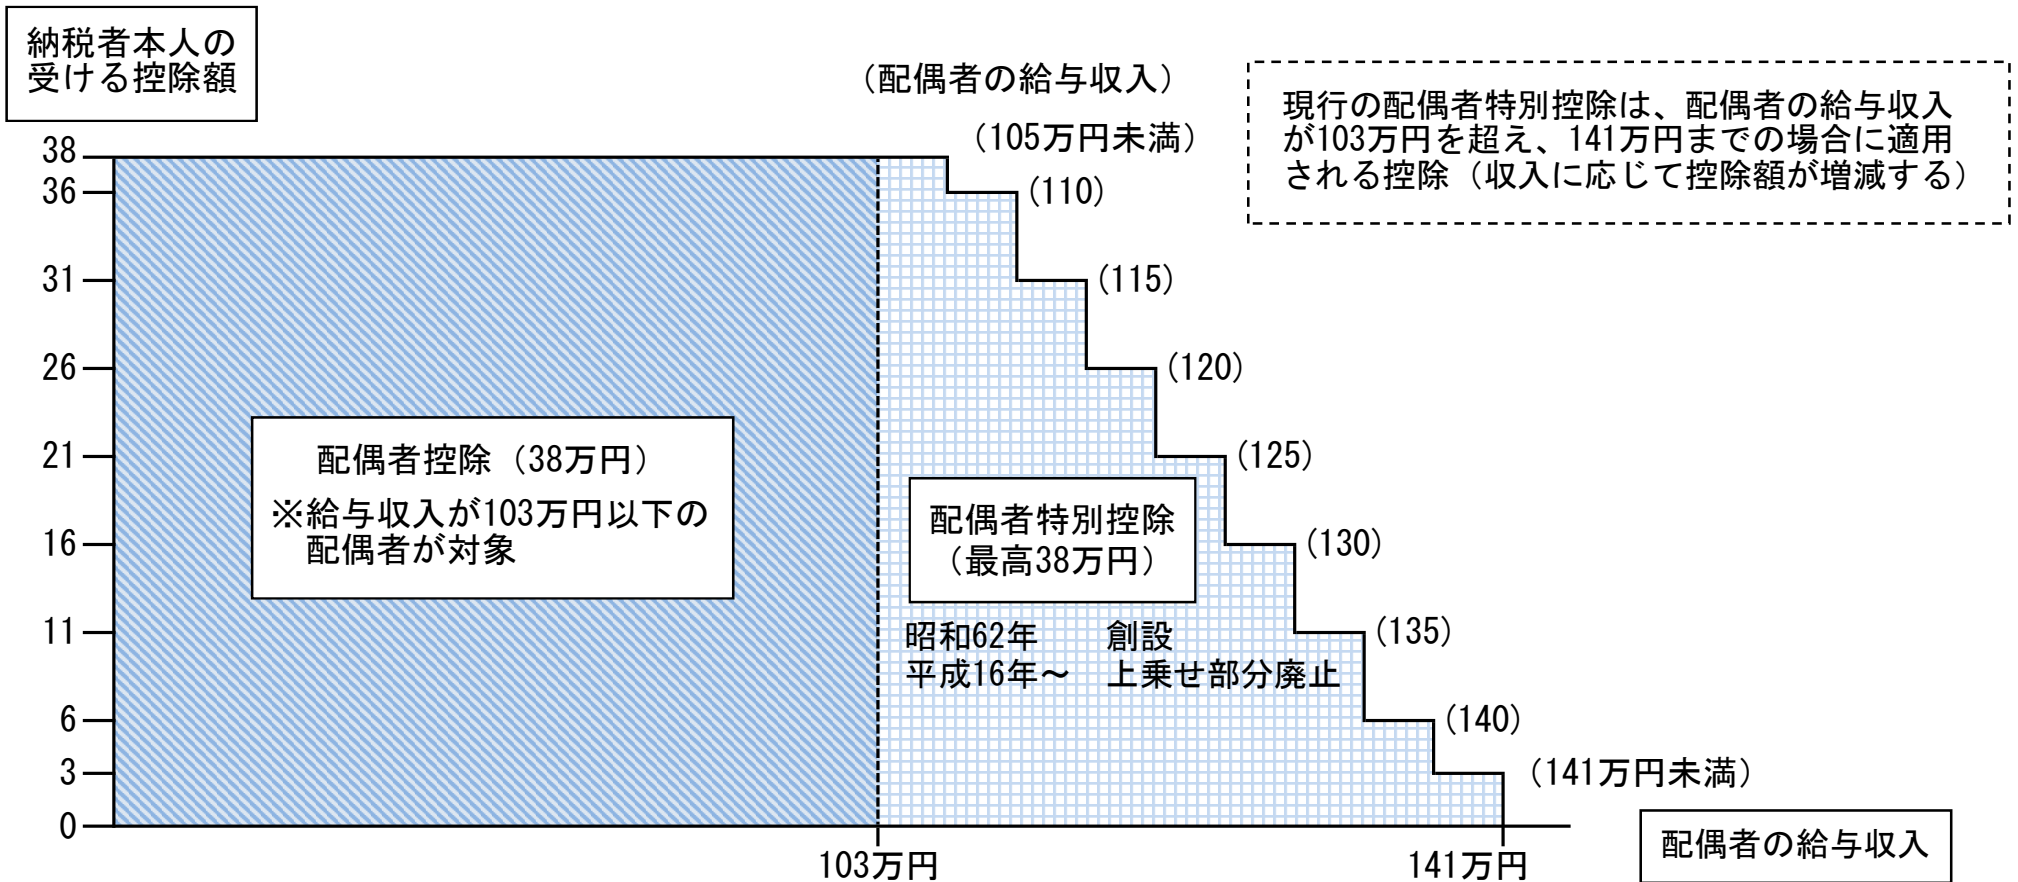 納税者本人の
受ける控除額
（配偶者の給与収入）
（105万円未満）
現行の配偶者特別控除は、配偶者の給与収入
が103万円を超え、141万円までの場合に適用
される控除（収入に応じて控除額が増減する）
38
36
(110)
31
(115)
26
(120)
21
(125)
16
(130)
11
(135)
6
(140)
3
（141万円未満）
0
配偶者控除（38万円）
※給与収入が103万円以下の
配偶者が対象
配偶者特別控除
（最高38万円）
昭和62年　創設
平成16年～　上乗せ部分廃止
103万円
141万円
配偶者の給与収入